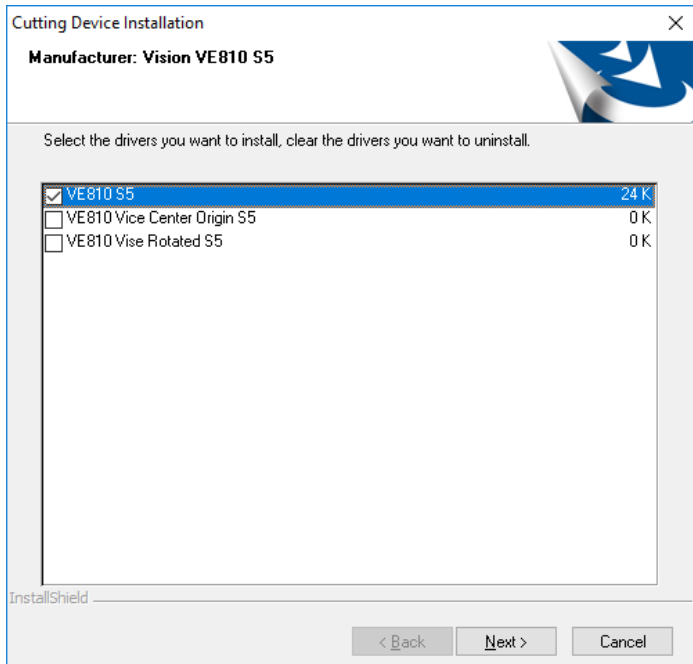 Cutting Device Installation
Manufacturer: Vision VE810 S5
Select the drivers you want to install, clear the drivers you want to uninstall.
VE810 S5 24 K
VE810 Vice Center Origin S5 0 K
VE810 Vise Rotated S5 0 K
InstallShield
< Back Next > Cancel